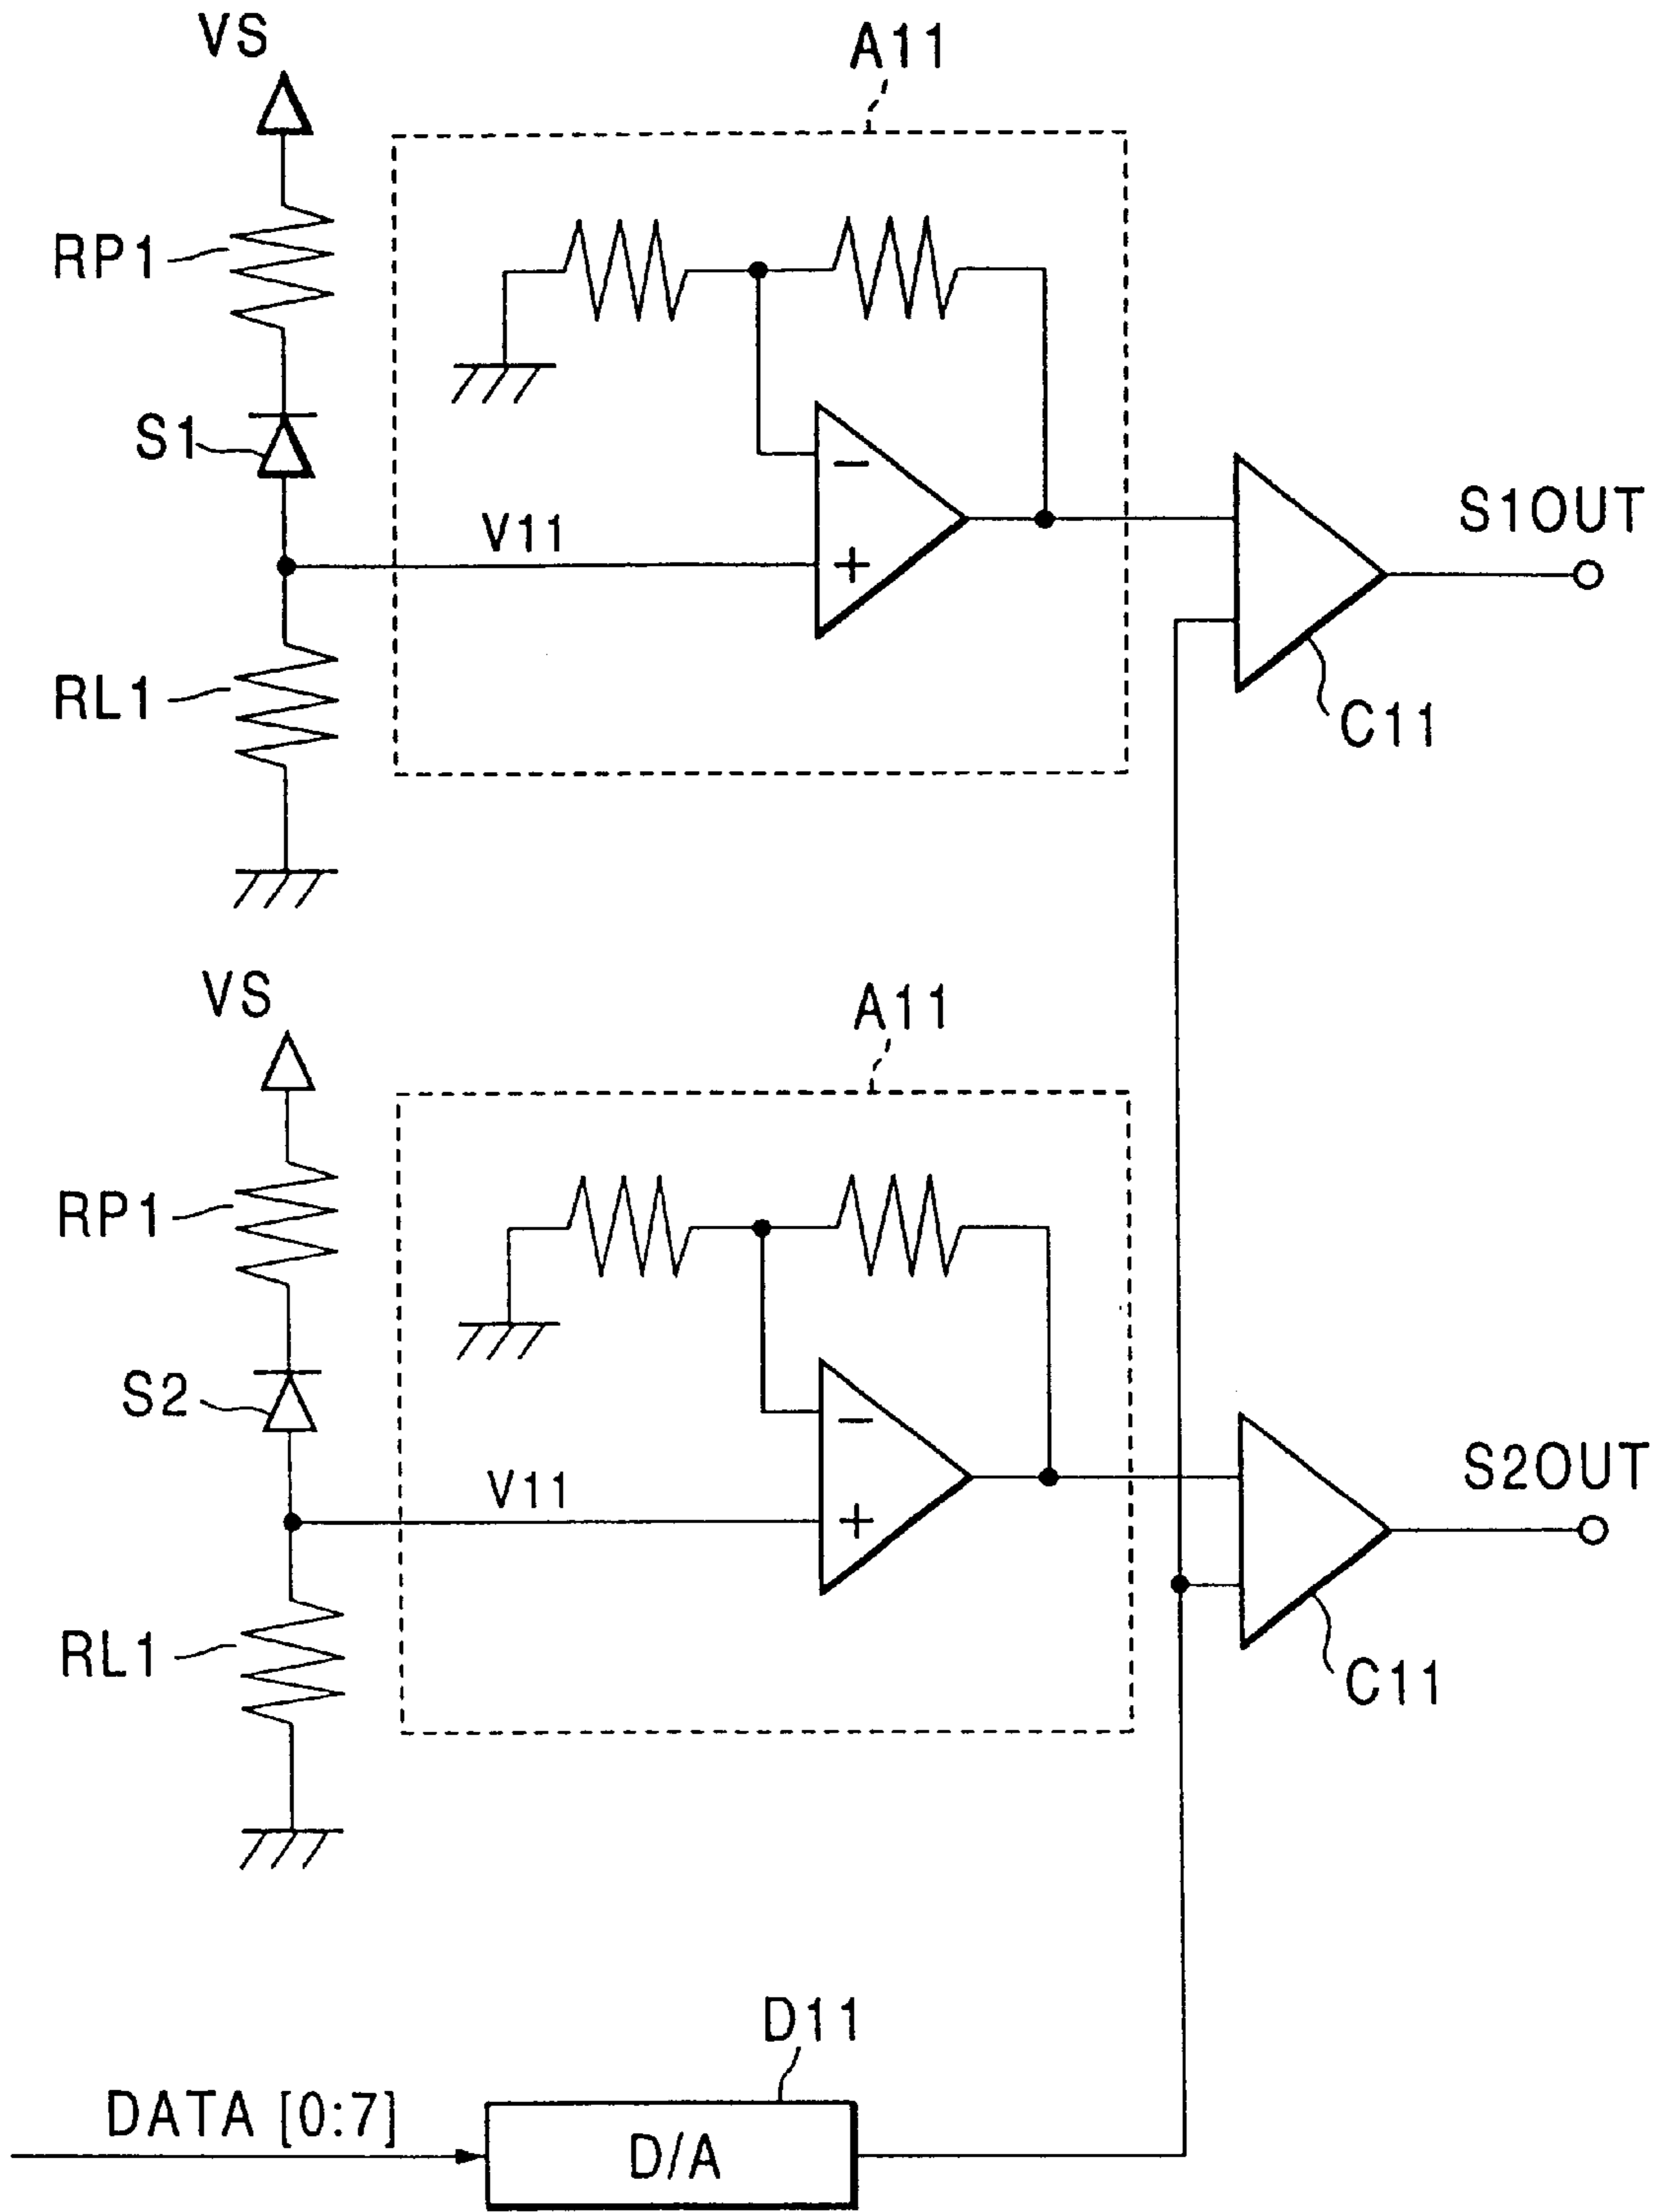 VS
A11
RP1
S1
V11
S1OUT
RL1
C11
VS
A11
RP1
S2
V11
S2OUT
RL1
C11
D11
DATA [0:7]
D/A